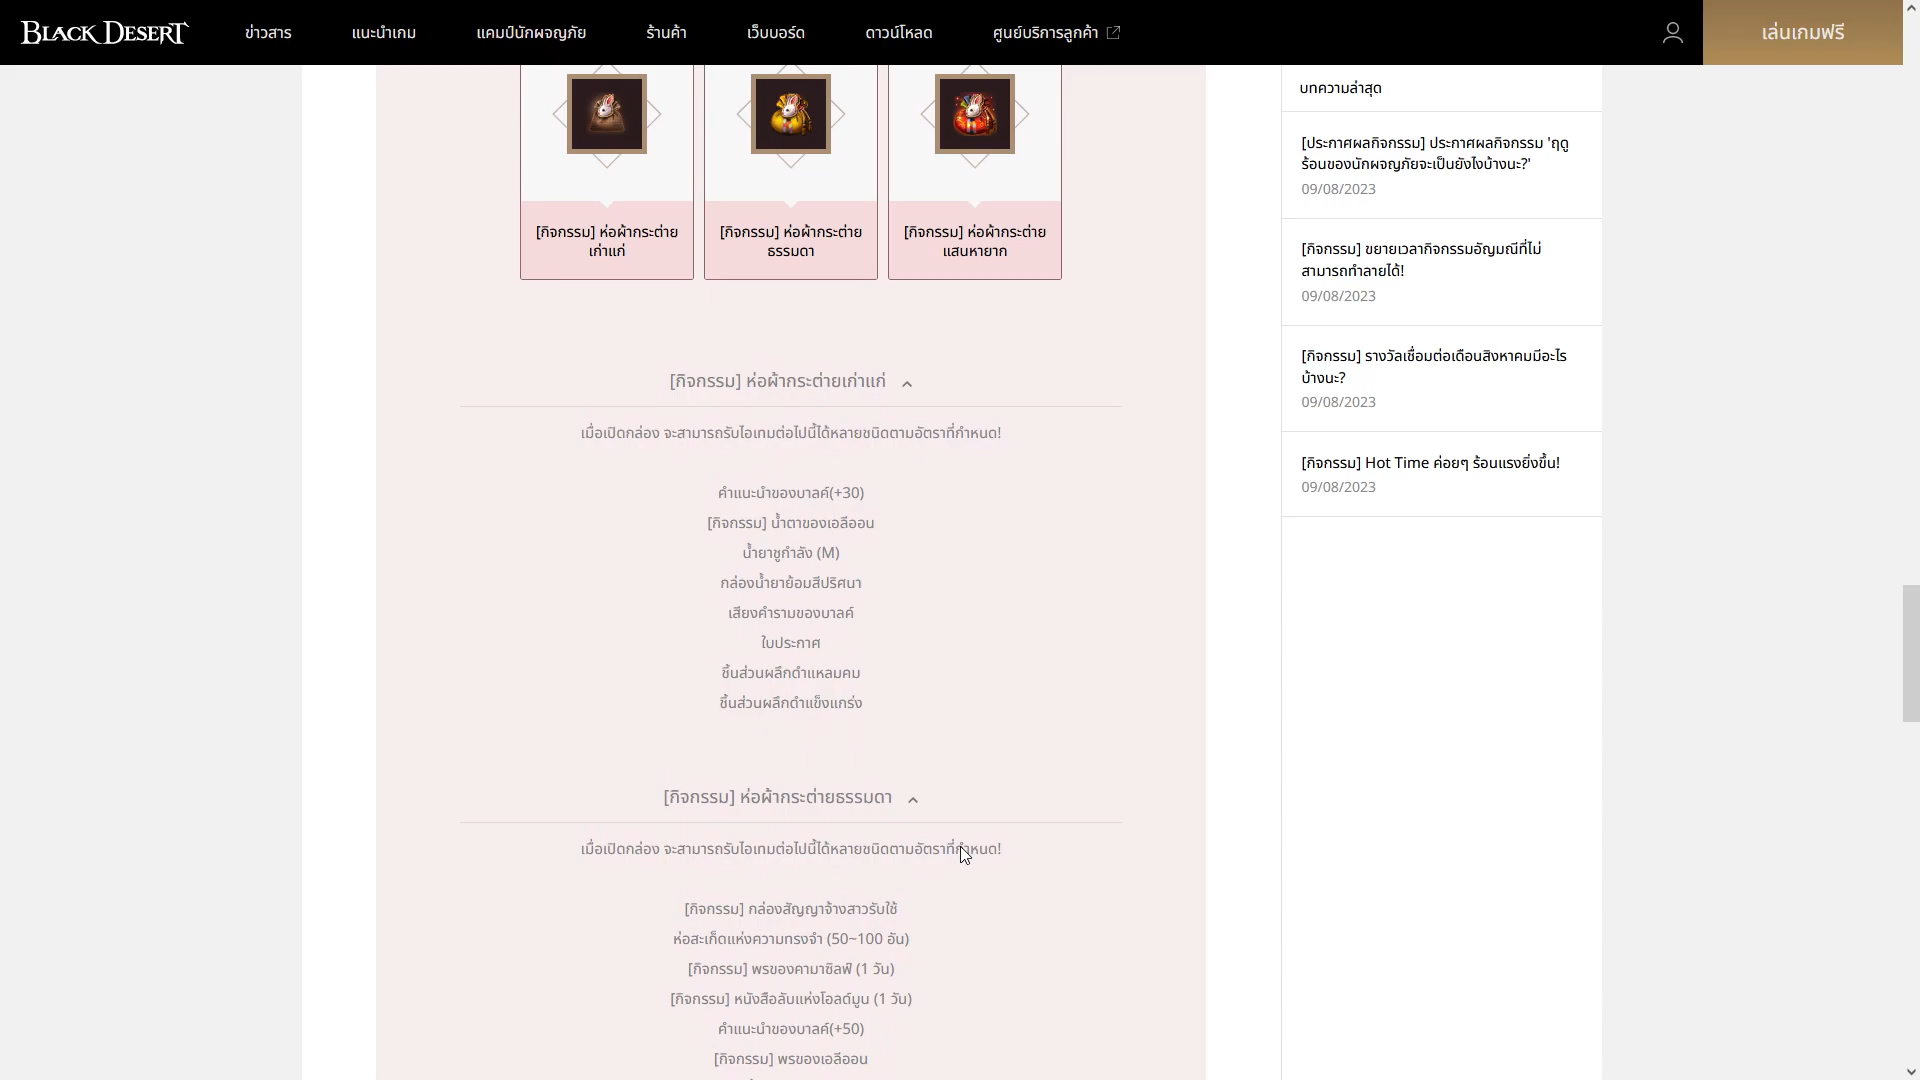 BLACK DESERT
ข่าวสาร
แนะนำเกม
แคมป์นักผจญภัย
ร้านค้า
เว็บบอร์ด
ดาวน์โหลด
ศูนย์บริการลูกค้า
เล่นเกมฟรี
[กิจกรรม] ห่อผ้ากระต่าย
เก่าแก่
[กิจกรรม] ห่อผ้ากระต่าย
ธรรมดา
[กิจกรรม] ห่อผ้ากระต่าย
แสนหายาก
[กิจกรรม] ห่อผ้ากระต่ายเก่าแก่
เมื่อเปิดกล่อง จะสามารถรับไอเทมต่อไปนี้ได้หลายชนิดตามอัตราที่กำหนด!
คำแนะนำของบาลค์(+30)
[กิจกรรม] น้ำตาของเอลีออน
น้ำยาชูกำลัง (M)
กล่องน้ำยาย้อมสีปริศนา
เสียงคำรามของบาลค์
ใบประกาศ
ชิ้นส่วนผลึกดำแหลมคม
ชิ้นส่วนผลึกดำแข็งแกร่ง
[กิจกรรม] ห่อผ้ากระต่ายธรรมดา
เมื่อเปิดกล่อง จะสามารถรับไอเทมต่อไปนี้ได้หลายชนิดตามอัตราที่กำหนด!
[กิจกรรม] กล่องสัญญาจ้างสาวรับใช้
ห่อสะเก็ดแห่งความทรงจำ (50~100 อัน)
[กิจกรรม] พรของคามาซิลฟ์ (1 วัน)
[กิจกรรม] หนังสือลับแห่งโอลด์มูน (1 วัน)
คำแนะนำของบาลค์(+50)
[กิจกรรม] พรของเอลีออน
บทความล่าสุด
[ประกาศผลกิจกรรม] ประกาศผลกิจกรรม 'ฤดู
ร้อนของนักผจญภัยจะเป็นยังไงบ้างนะ?'
09/08/2023
[กิจกรรม] ขยายเวลากิจกรรมอัญมณีที่ไม่
สามารถทำลายได้!
09/08/2023
[กิจกรรม] รางวัลเชื่อมต่อเดือนสิงหาคมมีอะไร
บ้างนะ?
09/08/2023
[กิจกรรม] Hot Time ค่อยๆ ร้อนแรงยิ่งขึ้น!
09/08/2023